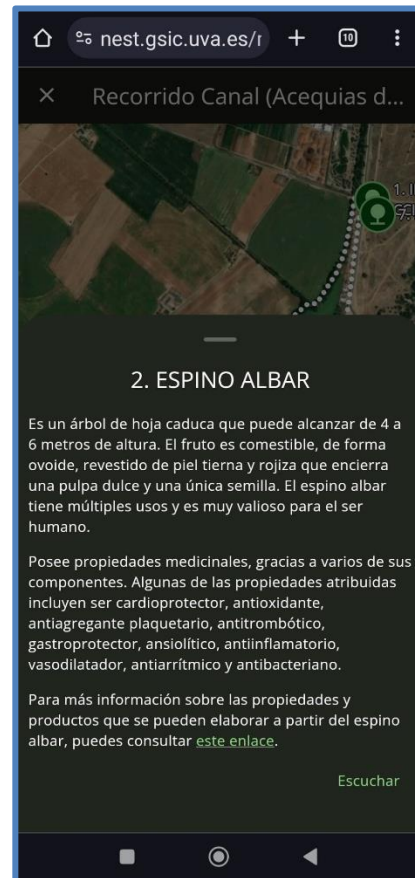 nest.gsic.uva.es/r
10
Recorrido Canal (Acequias d...
2. ESPINO ALBAR
Es un árbol de hoja caduca que puede alcanzar de 4 a
6 metros de altura. El fruto es comestible, de forma
ovoide, revestido de piel tierna y rojiza que encierra
una pulpa dulce y una única semilla. El espino albar
tiene múltiples usos y es muy valioso para el ser
humano.
Posee propiedades medicinales, gracias a varios de sus
componentes. Algunas de las propiedades atribuidas
incluyen ser cardioprotector, antioxidante,
antiagregante plaquetario, antitrombótico,
gastroprotector, ansiolítico, antiinflamatorio,
vasodilatador, antiarrítmico y antibacteriano.
Para más información sobre las propiedades y
productos que se pueden elaborar a partir del espino
albar, puedes consultar este enlace.
Escuchar